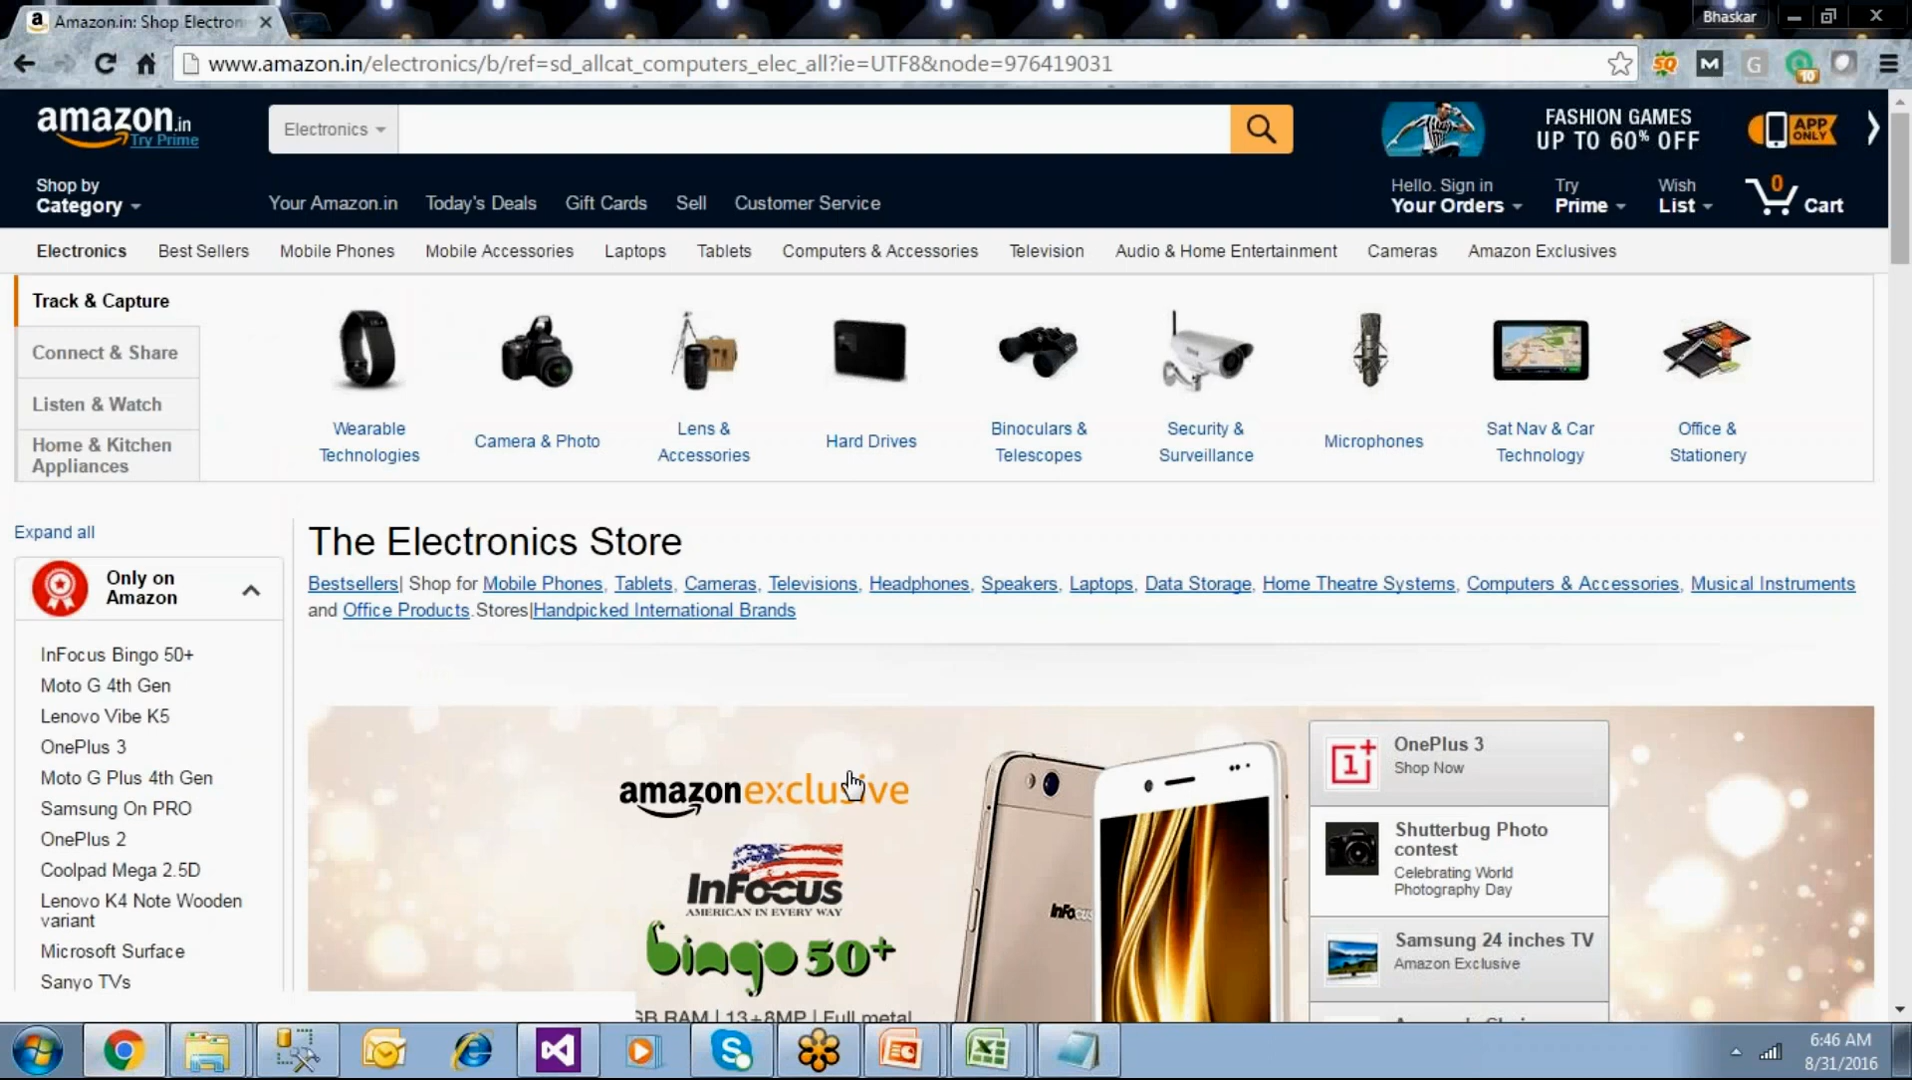 Amazon.in: Shop Electron
Bhaskar
www.amazon.in/electronics/b/ref=sd_allcat_computers_elec_all?ie=UTF8&node=976419031
SQ
M
G
10
amazon.in
Try Prime
Electronics
FASHION GAMES
UP TO 60% OFF
APP
ONLY
Shop by
Category
Your Amazon.in
Today's Deals
Gift Cards
Sell
Customer Service
Hello. Sign in
Your Orders
Try
Prime
Wish
List
0
Cart
Electronics
Best Sellers
Mobile Phones
Mobile Accessories
Laptops
Tablets
Computers & Accessories
Television
Audio & Home Entertainment
Cameras
Amazon Exclusives
Track & Capture
Connect & Share
Listen & Watch
Home & Kitchen
Appliances
Wearable
Technologies
Camera & Photo
Lens &
Accessories
Hard Drives
Binoculars &
Telescopes
Security &
Surveillance
Microphones
Sat Nav & Car
Technology
Office &
Stationery
Expand all
Only on
Amazon
InFocus Bingo 50+
Moto G 4th Gen
Lenovo Vibe K5
OnePlus 3
Moto G Plus 4th Gen
Samsung On PRO
OnePlus 2
Coolpad Mega 2.5D
Lenovo K4 Note Wooden
variant
Microsoft Surface
Sanyo TVs
The Electronics Store
Bestsellers| Shop for Mobile Phones, Tablets, Cameras, Televisions, Headphones, Speakers, Laptops, Data Storage, Home Theatre Systems, Computers & Accessories, Musical Instruments
and Office Products.Stores|Handpicked International Brands
amazonexclusive
InFocus
AMERICAN IN EVERY WAY
bingo 50+
GB RAM | 13+8MP | Full metal
InFocus
OnePlus 3
Shop Now
Shutterbug Photo
contest
Celebrating World
Photography Day
Samsung 24 inches TV
Amazon Exclusive
6:46 AM
8/31/2016